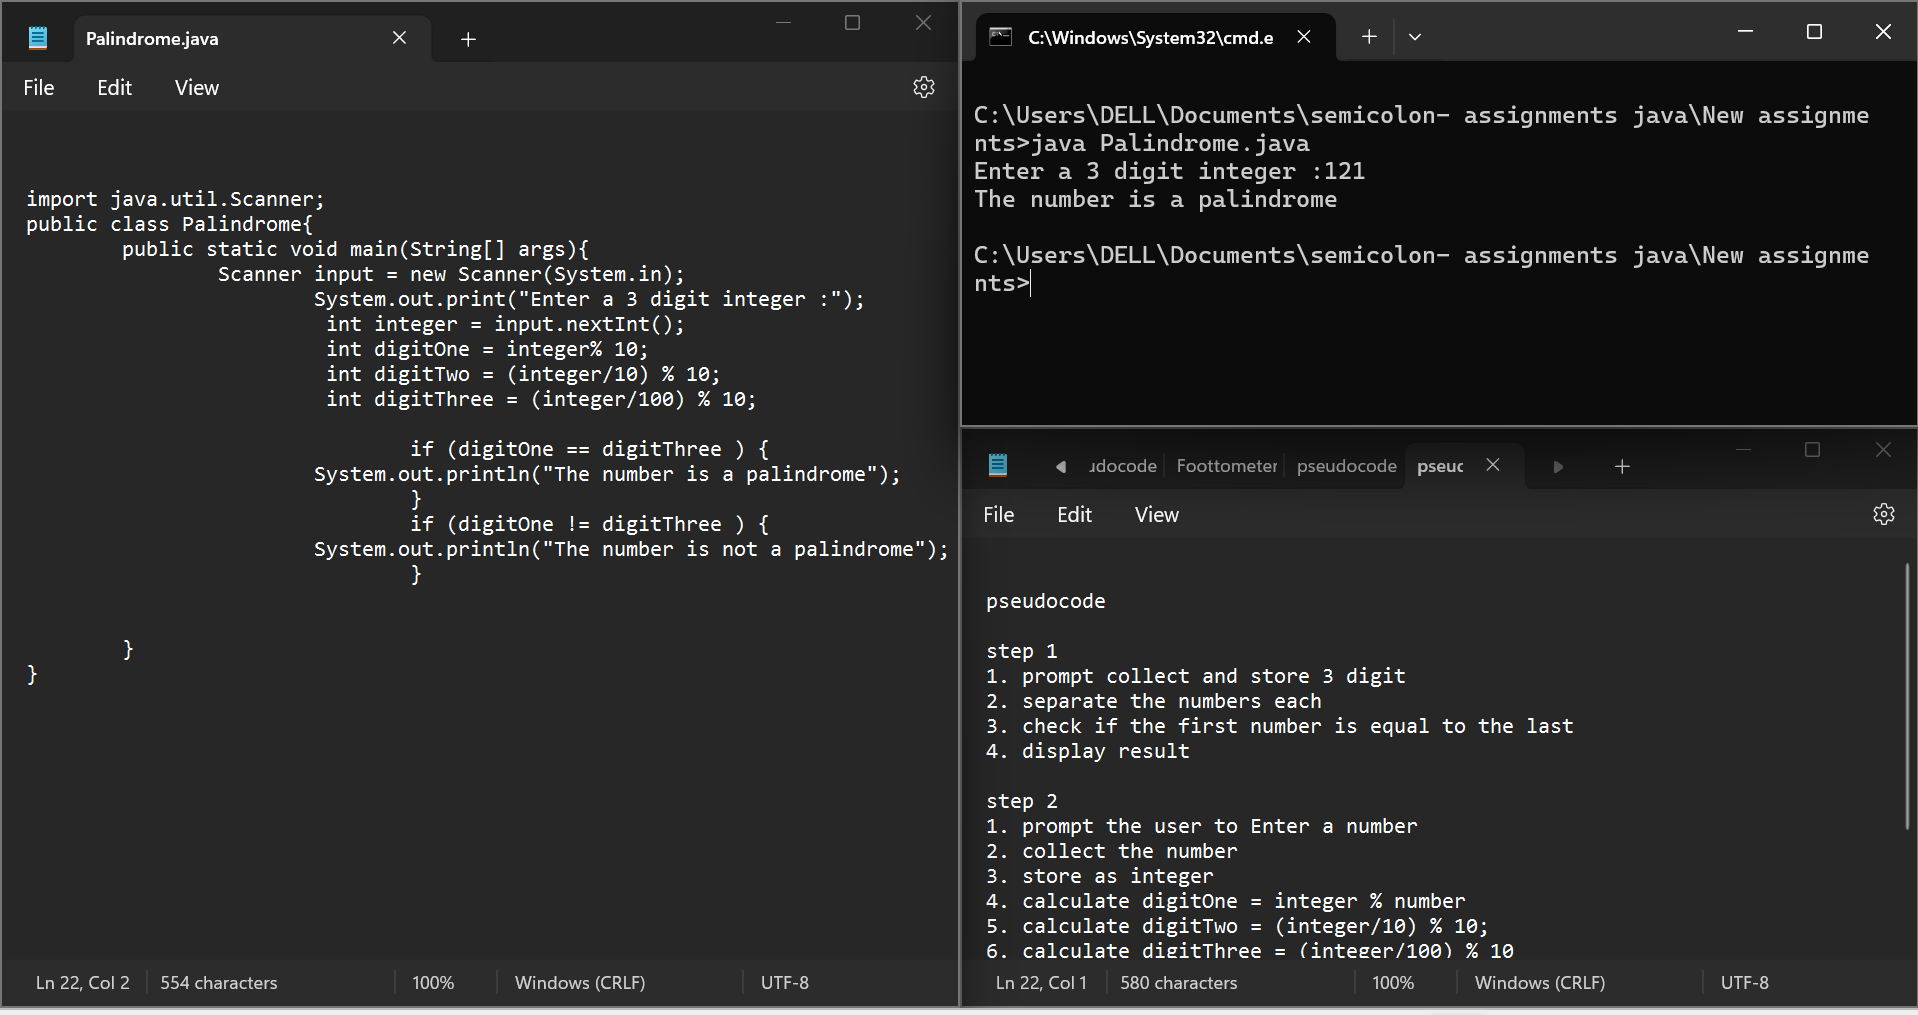 Palindrome.java
File Edit View
import java.util.Scanner;
public class Palindrome{
public static void main(String[] args){
Scanner input = new Scanner(System.in);
System.out.print("Enter a 3 digit integer :");
int integer = input.nextInt();
int digitOne = integer% 10;
int digitTwo = (integer/10) % 10;
int digitThree = (integer/100) % 10;
if (digitOne == digitThree ) {
System.out.println("The number is a palindrome");
}
if (digitOne != digitThree ) {
System.out.println("The number is not a palindrome");
}
}
}
Ln 22, Col 2 554 characters 100% Windows (CRLF) UTF-8
C:\Windows\System32\cmd.e
C:\Users\DELL\Documents\semicolon- assignments java\New assignme
nts>java Palindrome.java
Enter a 3 digit integer :121
The number is a palindrome
C:\Users\DELL\Documents\semicolon- assignments java\New assignme
nts>
udocode Foottometer pseudocode pseuc
File Edit View
pseudocode
step 1
1. prompt collect and store 3 digit
2. separate the numbers each
3. check if the first number is equal to the last
4. display result
step 2
1. prompt the user to Enter a number
2. collect the number
3. store as integer
4. calculate digitOne = integer % number
5. calculate digitTwo = (integer/10) % 10;
6. calculate digitThree = (integer/100) % 10
Ln 22, Col 1 580 characters 100% Windows (CRLF) UTF-8